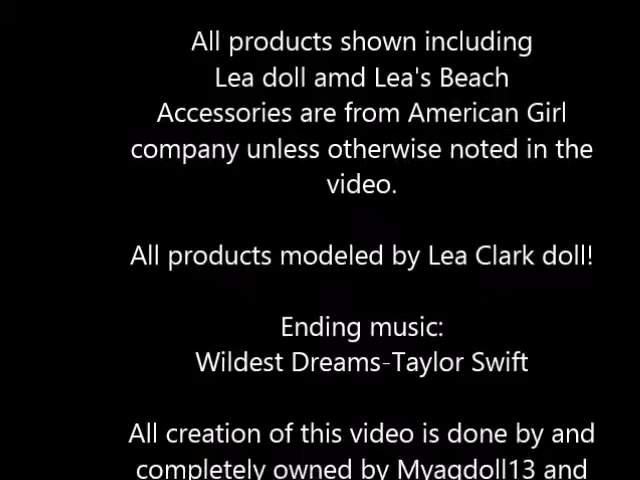 All products shown including
Lea doll amd Lea's Beach
Accessories are from American Girl
company unless otherwise noted in the
video.
All products modeled by Lea Clark doll!
Ending music:
Wildest Dreams-Taylor Swift
All creation of this video is done by and
completely owned by Myagdoll13 and